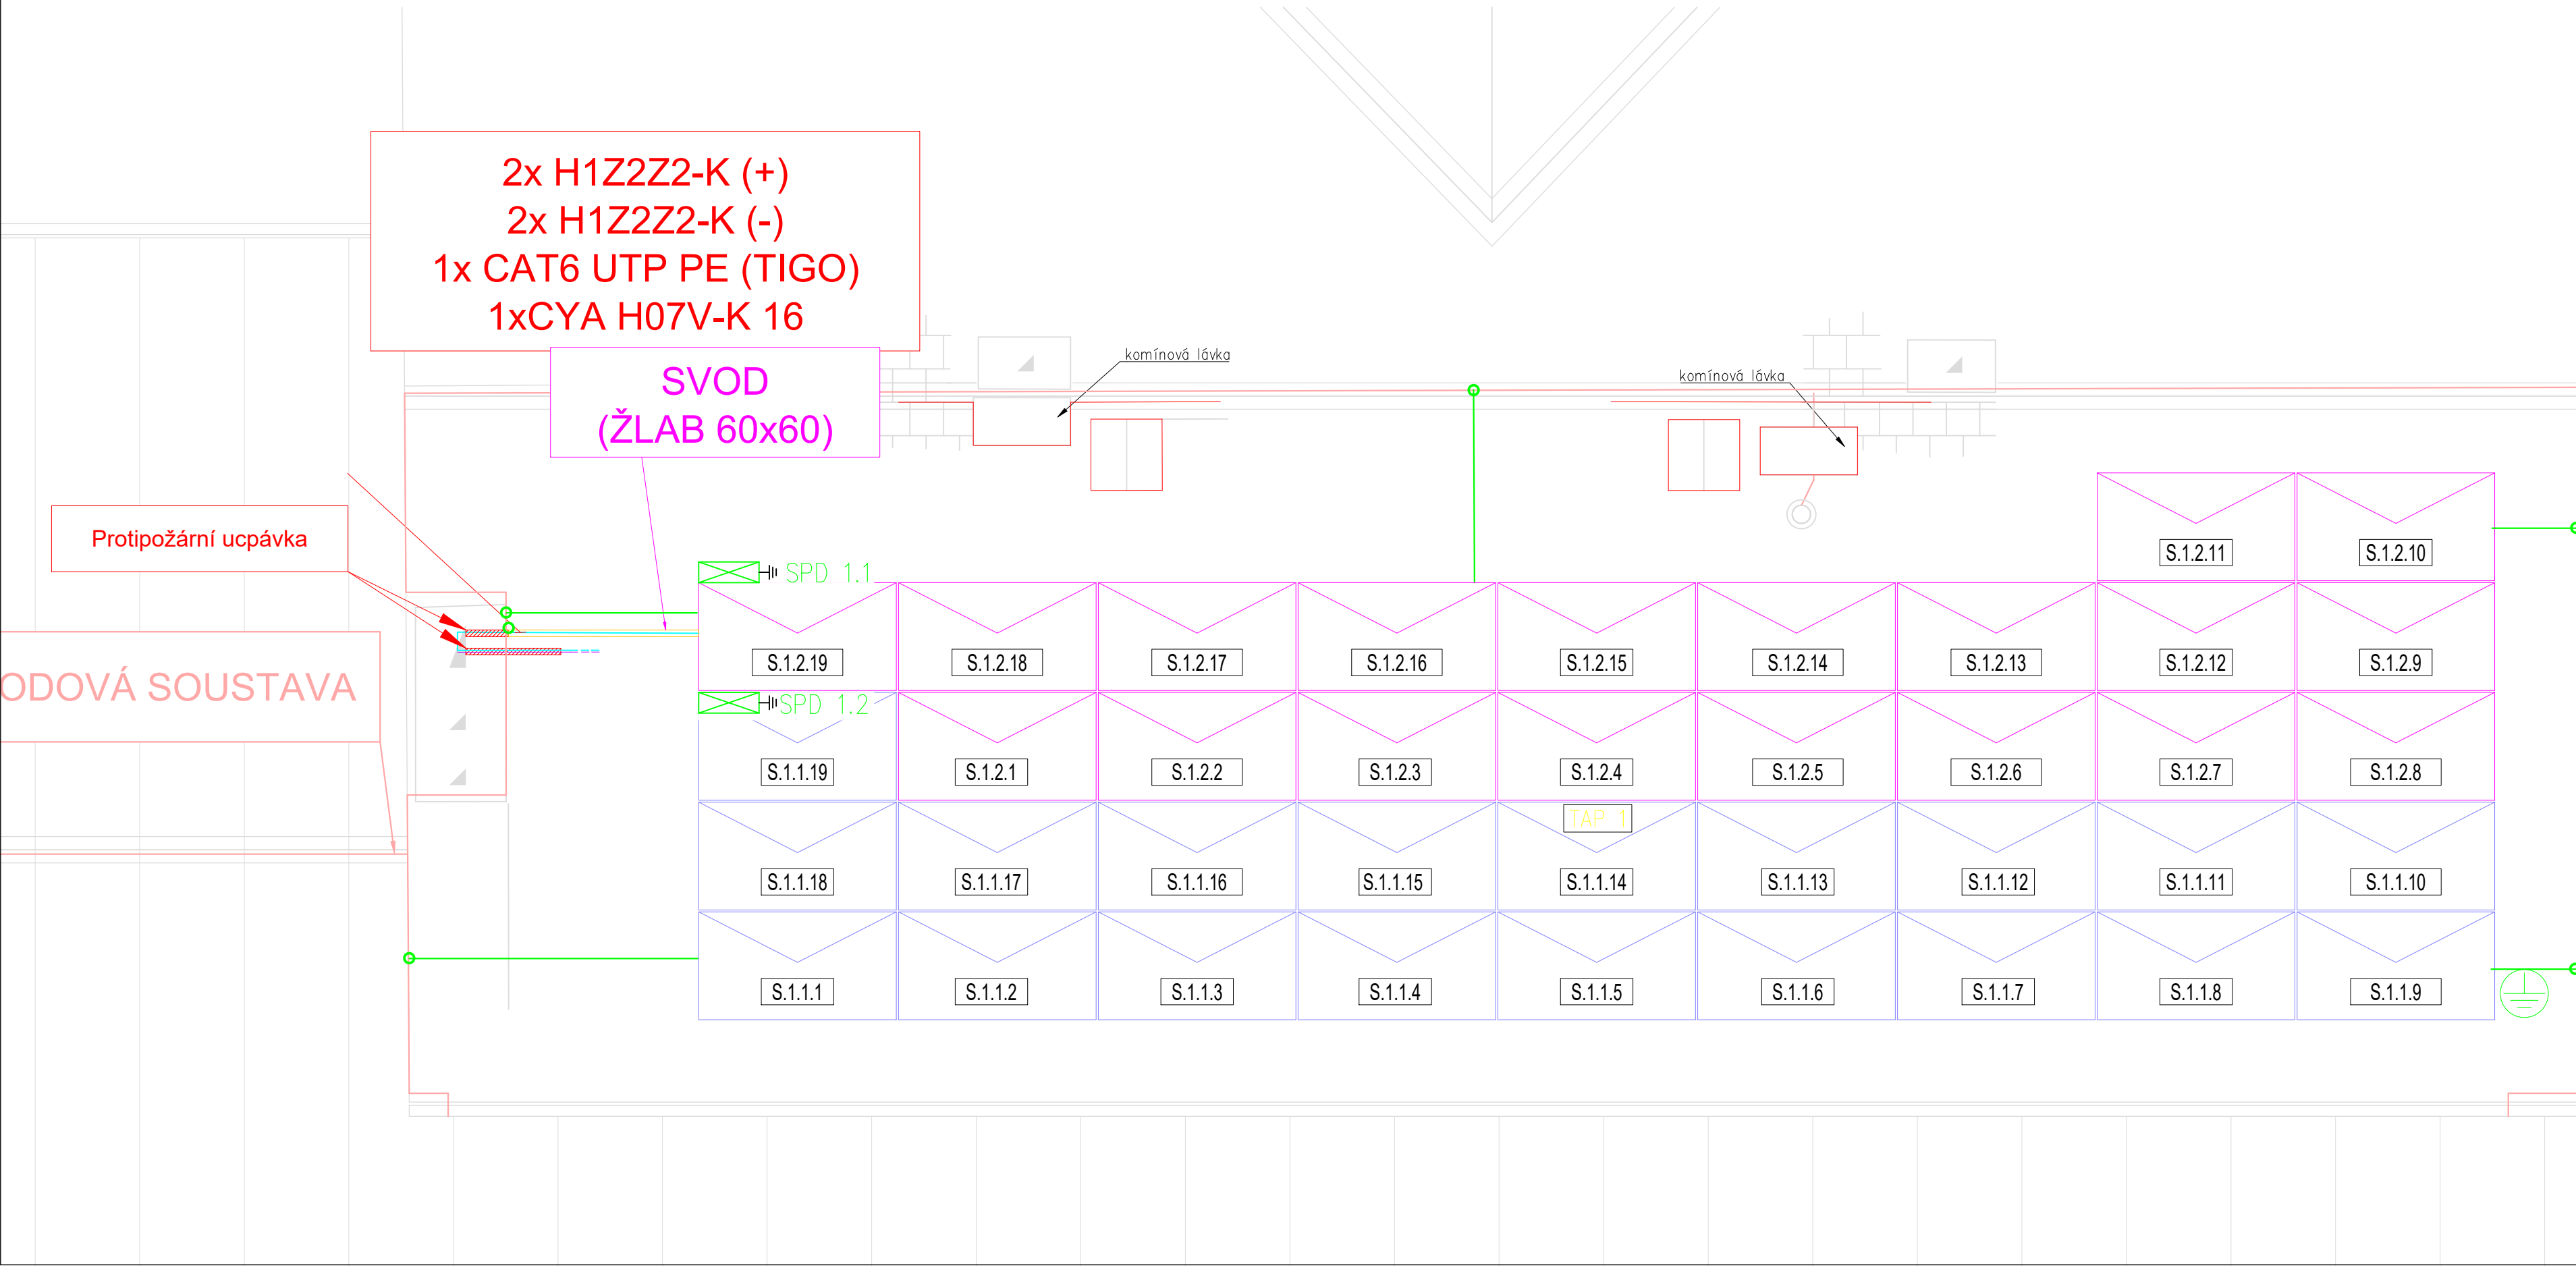 2x H1Z2Z2-K (+)
2x H1Z2Z2-K (-)
1x CAT6 UTP PE (TIGO)
1xCYA H07V-K 16
SVOD
(ŽLAB 60x60)
komínová lávka
komínová lávka
Protipožární ucpávka
ODOVÁ SOUSTAVA
S.1.2.11
S.1.2.10
SPD 1.1
S.1.2.19
S.1.2.18
S.1.2.17
S.1.2.16
S.1.2.15
S.1.2.14
S.1.2.13
S.1.2.12
S.1.2.9
SPD 1.2
S.1.1.19
S.1.2.1
S.1.2.2
S.1.2.3
S.1.2.4
S.1.2.5
S.1.2.6
S.1.2.7
S.1.2.8
TAP 1
S.1.1.18
S.1.1.17
S.1.1.16
S.1.1.15
S.1.1.14
S.1.1.13
S.1.1.12
S.1.1.11
S.1.1.10
S.1.1.1
S.1.1.2
S.1.1.3
S.1.1.4
S.1.1.5
S.1.1.6
S.1.1.7
S.1.1.8
S.1.1.9